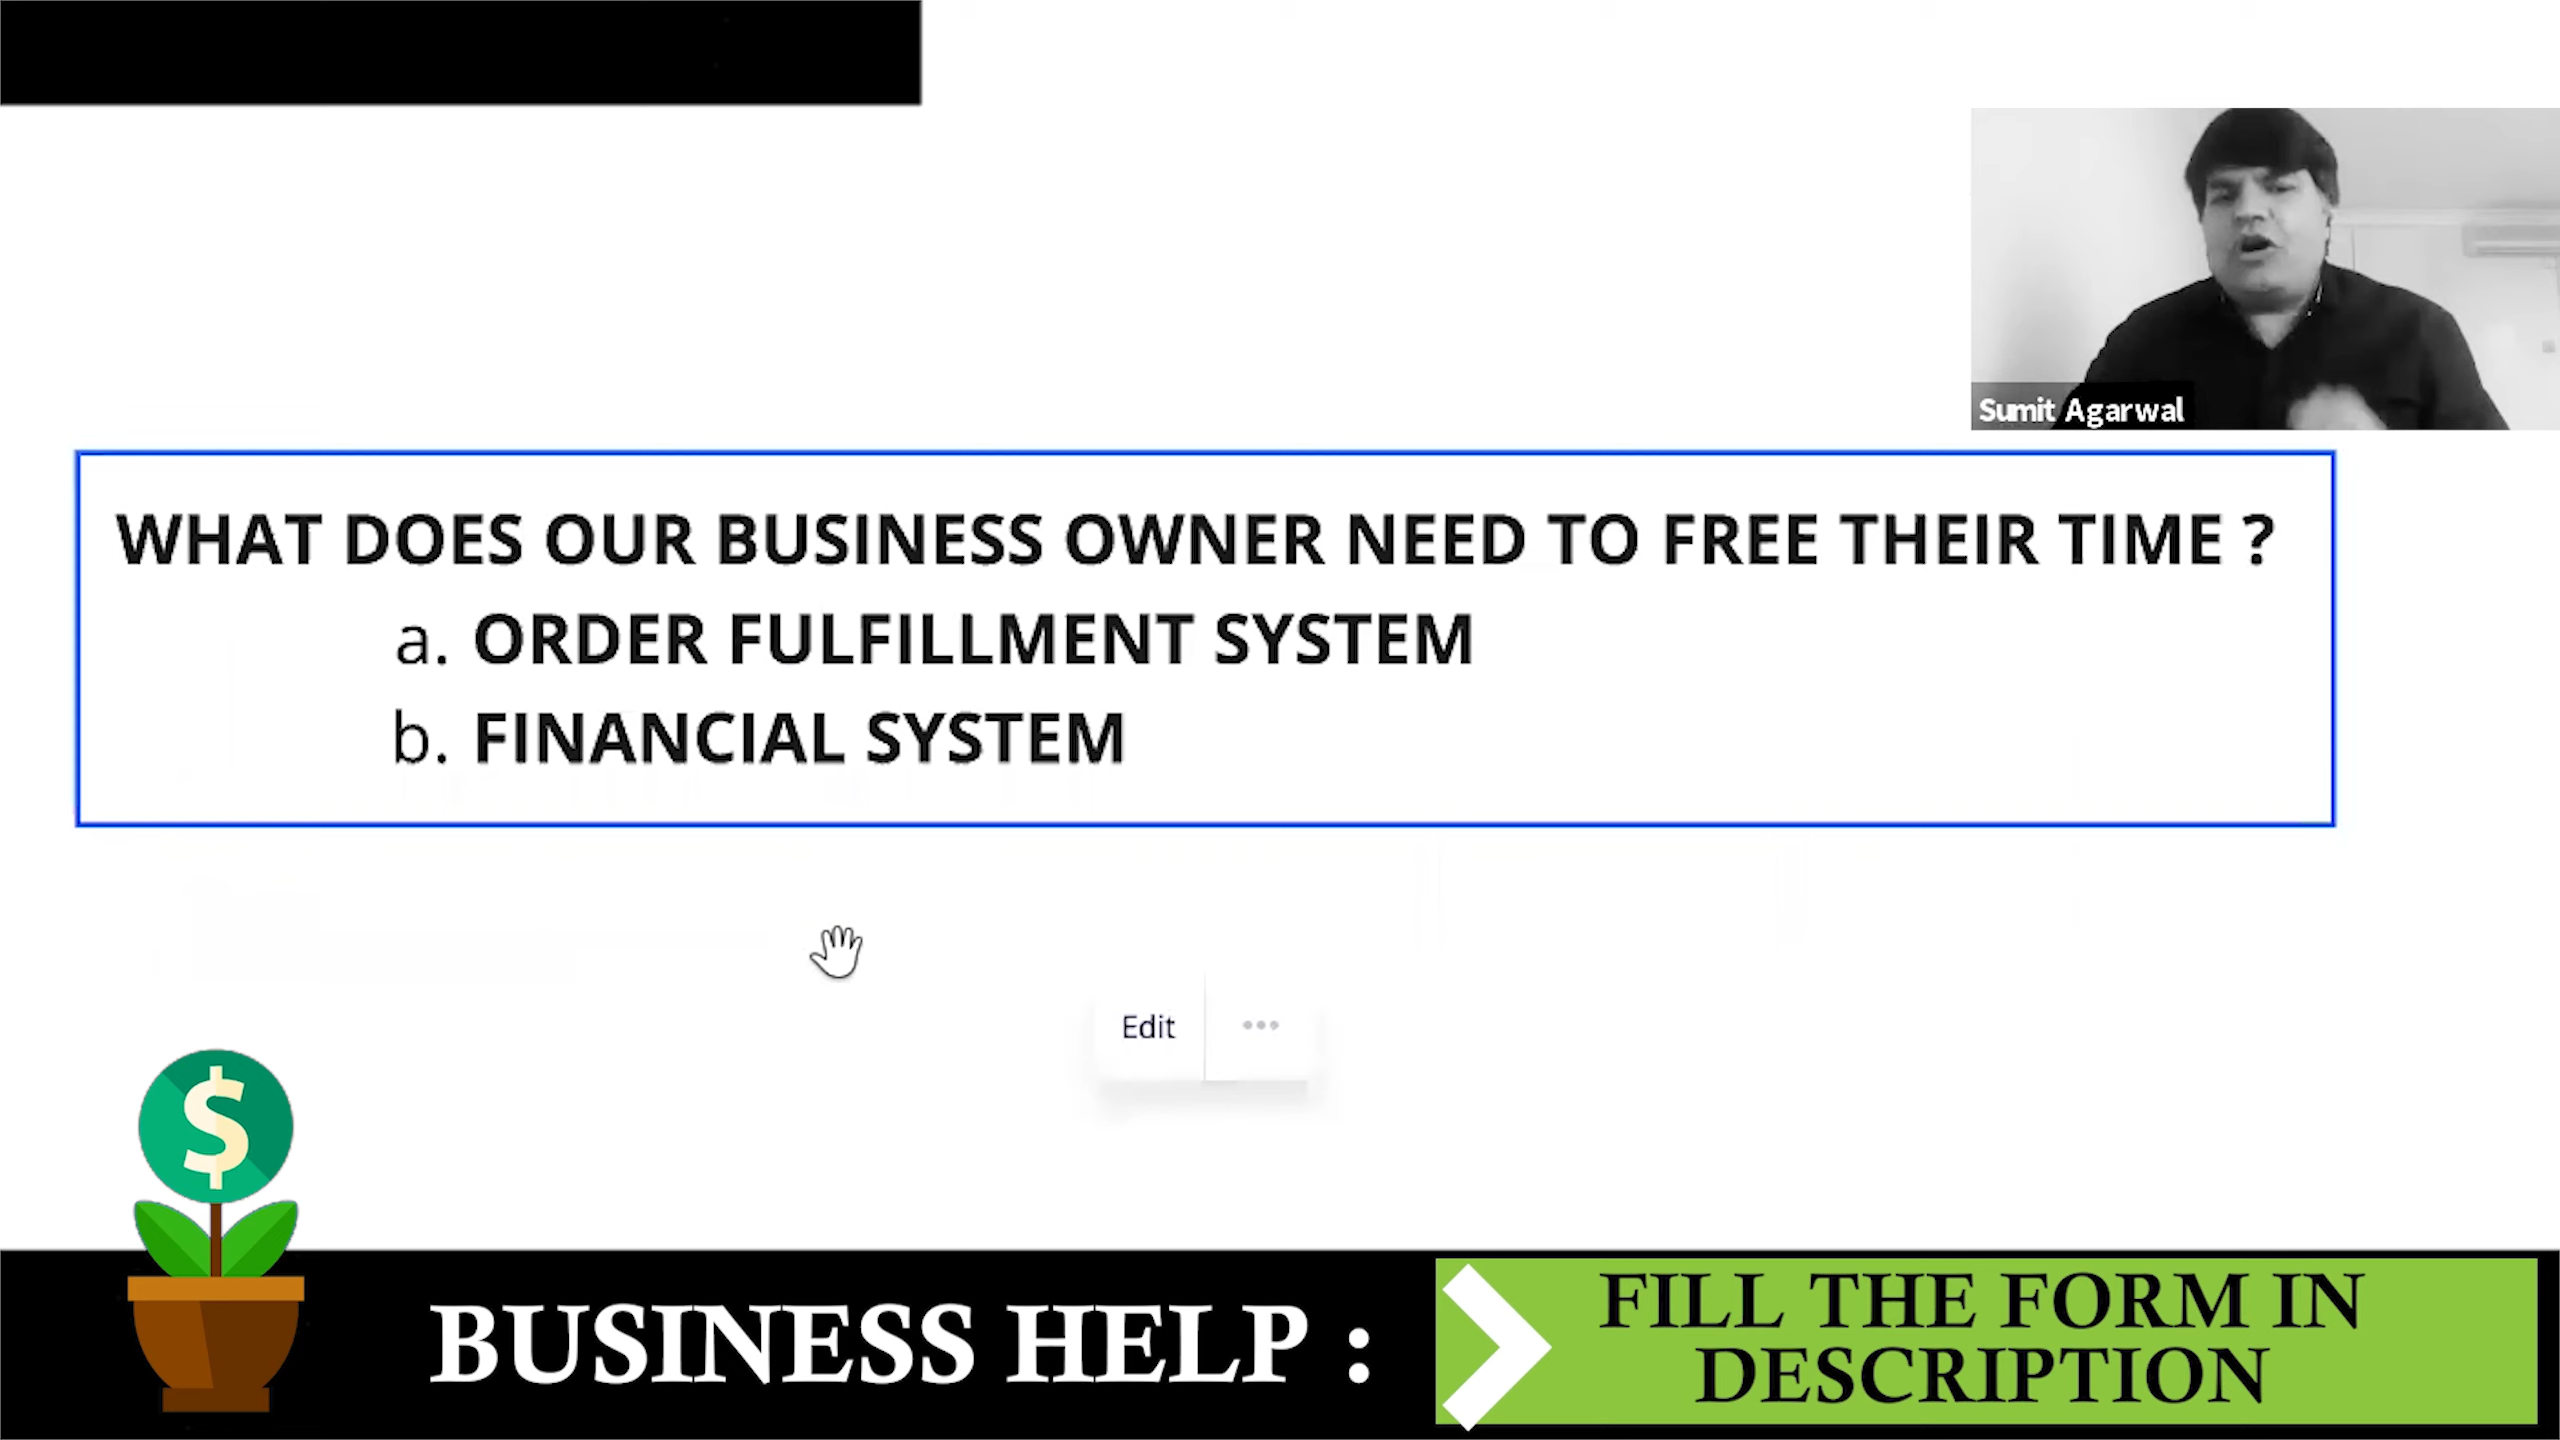 Sumit Agarwal
WHAT DOES OUR BUSINESS OWNER NEED TO FREE THEIR TIME ?
a. ORDER FULFILLMENT SYSTEM
b. FINANCIAL SYSTEM
Edit
$
BUSINESS HELP :
FILL THE FORM IN
DESCRIPTION